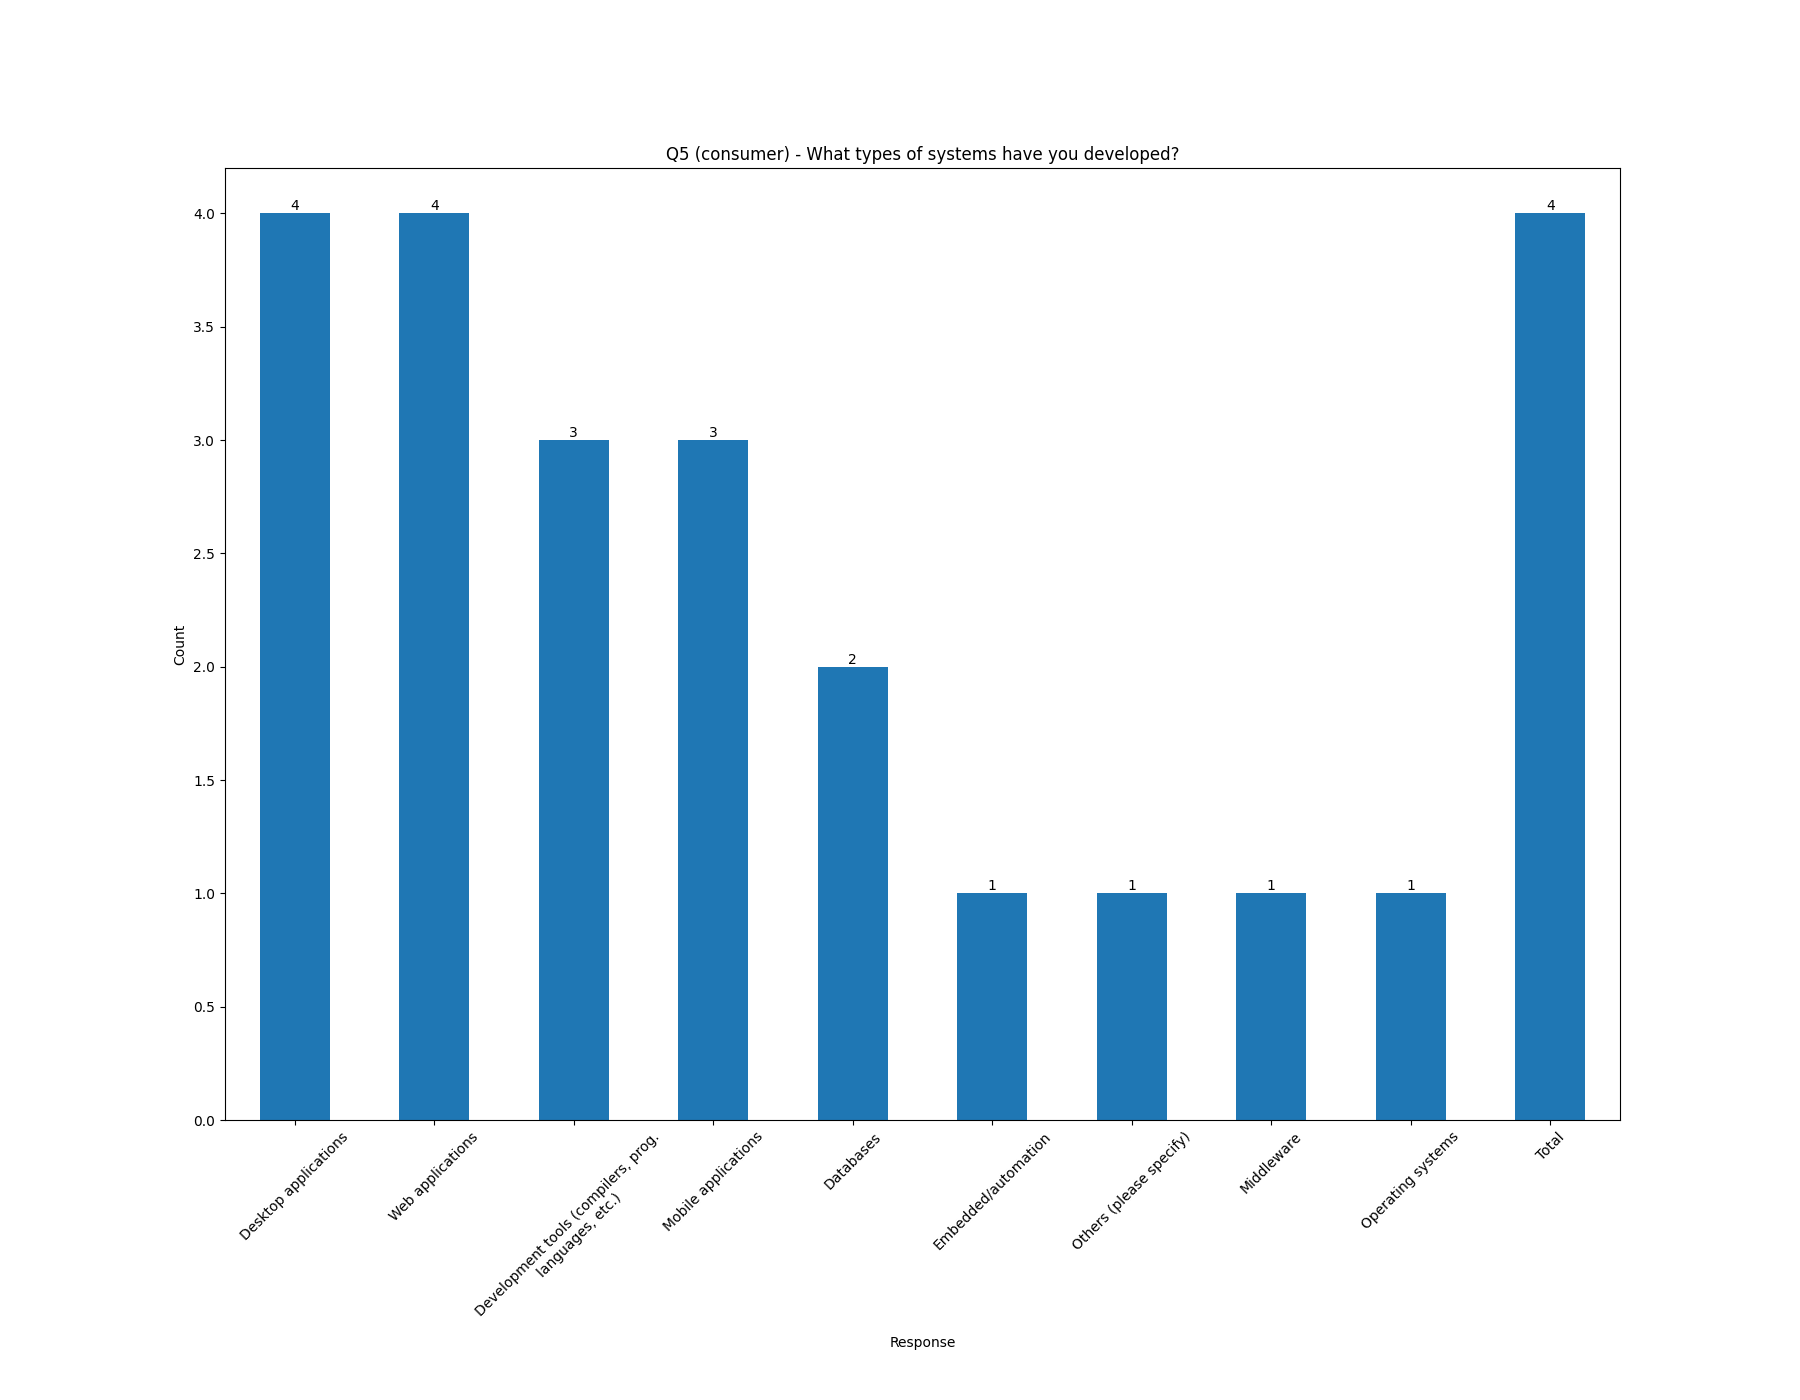 Q5 (consumer) - What types of systems have you developed?
4.0
3.5
3.0
2.5
2.0
1.5
1.0
0.5
0.0
Count
4
4
3
3
2
1
1
1
1
4
Desktop applications
Web applications
Development tools (compilers, prog.
languages, etc.)
Mobile applications
Databases
Embedded/automation
Others (please specify)
Middleware
Operating systems
Total
Response